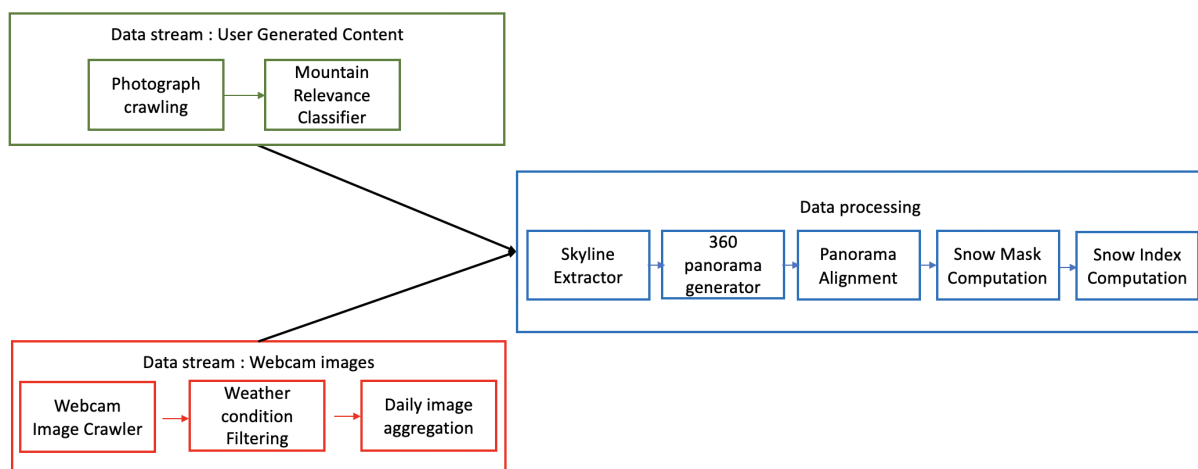 Data stream : User Generated Content
Photograph
crawling
Mountain
Relevance
Classifier
Data processing
Skyline
Extractor
360
panorama
generator
Panorama
Alignment
Snow Mask
Computation
Snow Index
Computation
Data stream : Webcam images
Webcam
Image Crawler
Weather
condition
Filtering
Daily image
aggregation